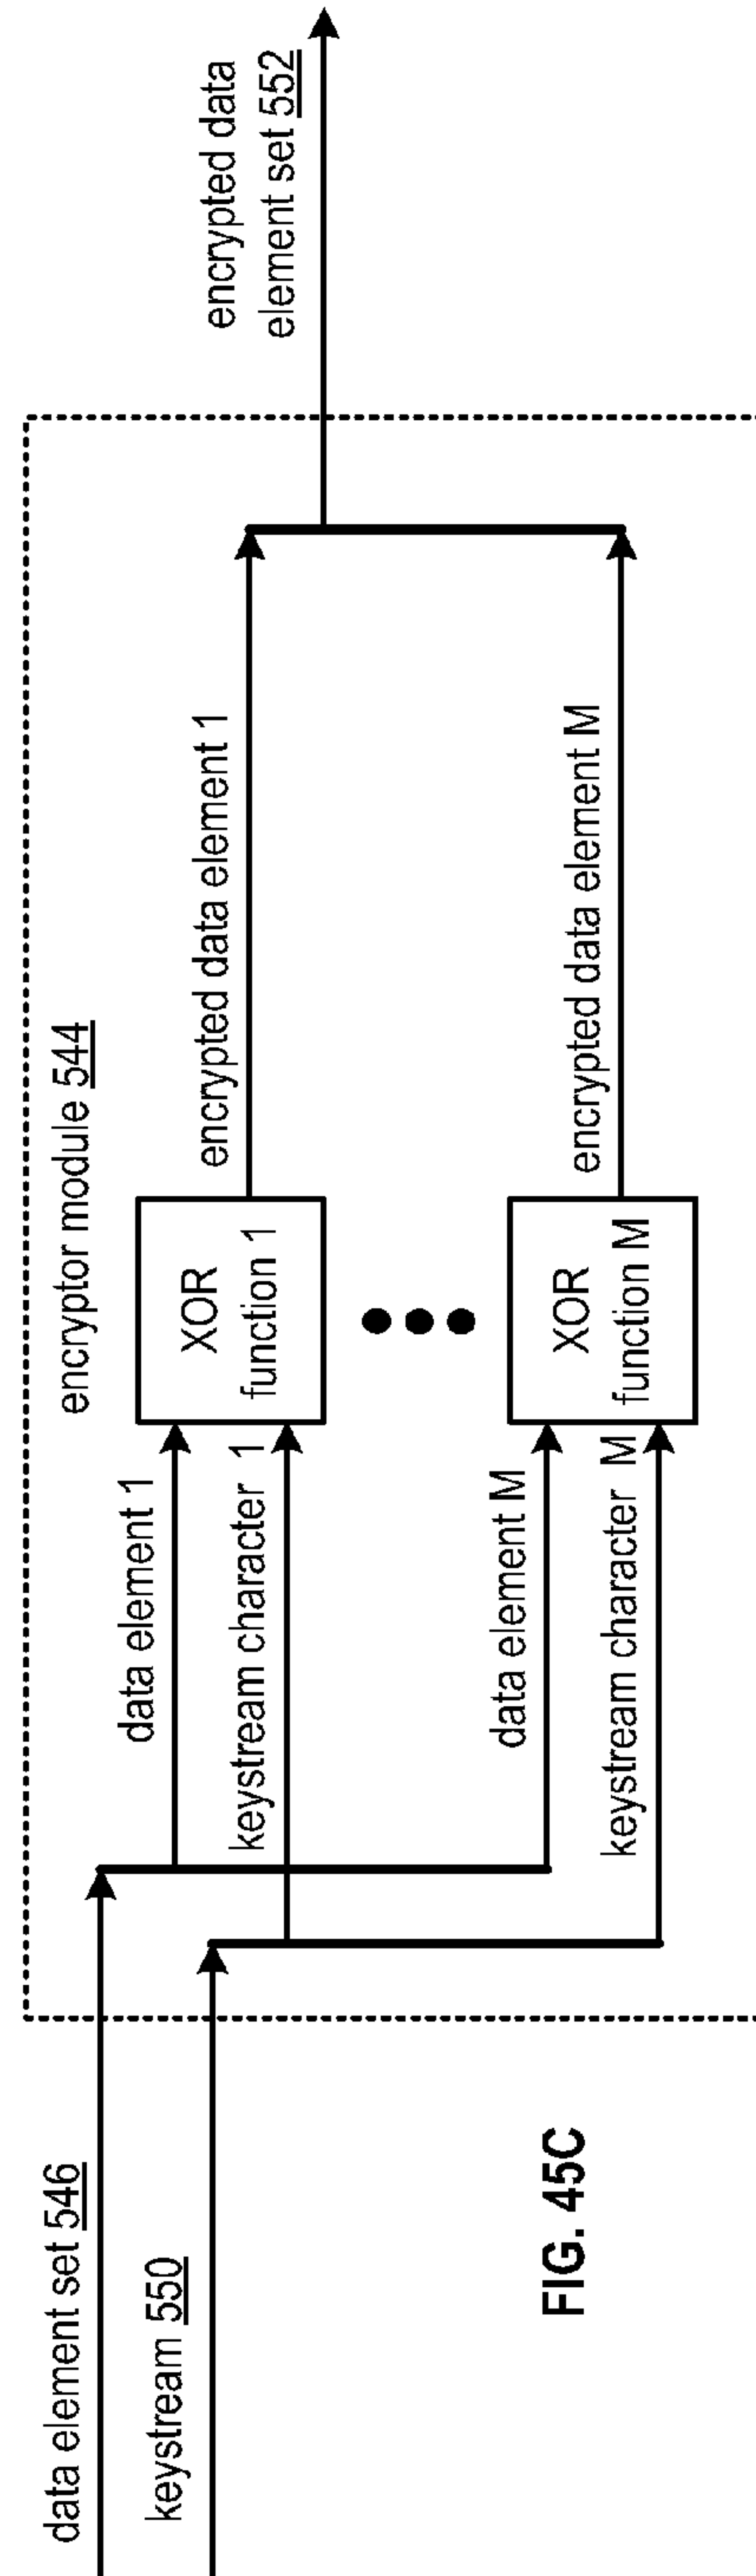 data element set 546
keystream 550
encryptor module 544
data element 1
keystream character 1
XOR
function 1
encrypted data element 1
data element M
keystream character M
XOR
function M
encrypted data element M
encrypted data
element set 552
FIG. 45C